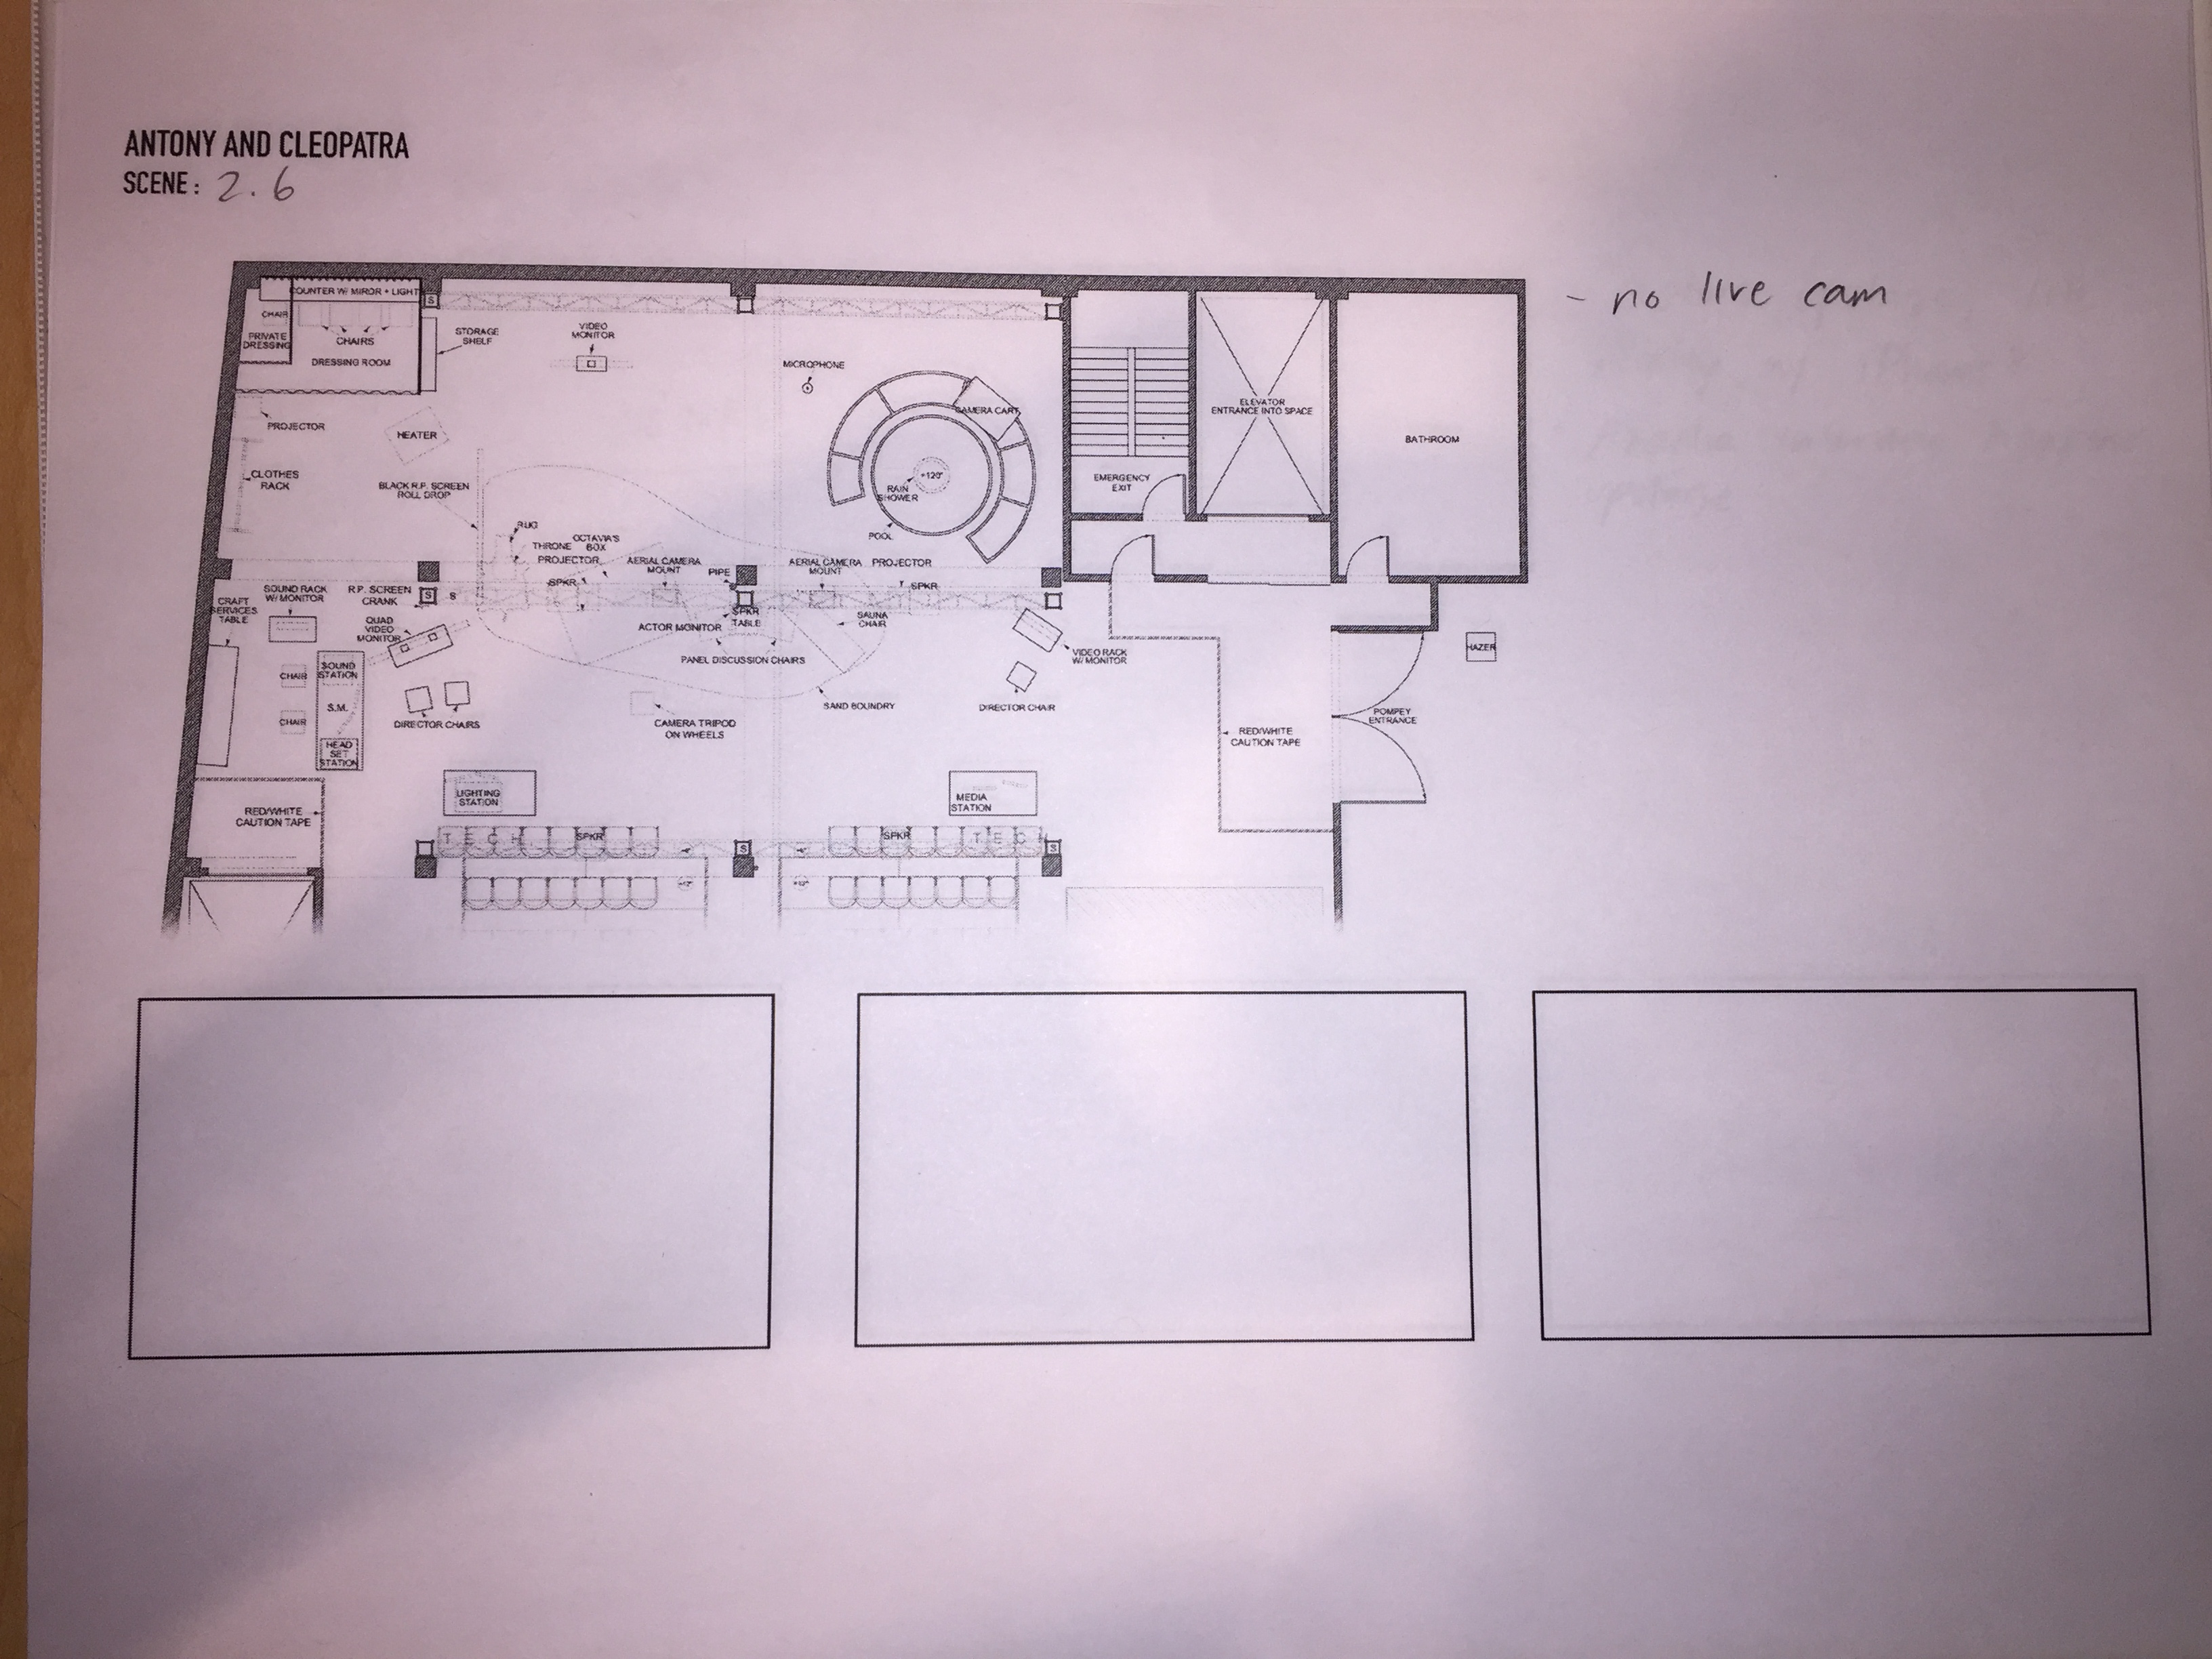 ANTONY AND CLEOPATRA
SCENE: 2.6
- no live cam
COUNTER W/ MIROR + LIGHT
S
CHAIR
PRIVATE
DRESSING
CHAIRS
DRESSING ROOM
STORAGE
SHELF
VIDEO
MONITOR
MICROPHONE
CAMERA CART
ELEVATOR
ENTRANCE INTO SPACE
BATHROOM
PROJECTOR
HEATER
CLOTHES
RACK
BLACK R.P. SCREEN
ROLL DROP
+120"
RAIN
SHOWER
POOL
EMERGENCY
EXIT
RUG
THRONE
OCTAVIA'S
BOX
PROJECTOR
SPKR
AERIAL CAMERA
MOUNT
PIPE
AERIAL CAMERA
MOUNT
PROJECTOR
SPKR
CRAFT
SERVICES
TABLE
SOUND RACK
W/ MONITOR
R.P. SCREEN
CRANK
S
S
QUAD
VIDEO
MONITOR
ACTOR MONITOR
SPKR
TABLE
SAUNA
CHAIR
PANEL DISCUSSION CHAIRS
VIDEO RACK
W/ MONITOR
HAZER
SOUND
STATION
CHAIR
S.M.
CHAIR
HEAD
SET
STATION
DIRECTOR CHAIRS
CAMERA TRIPOD
ON WHEELS
SAND BOUNDRY
DIRECTOR CHAIR
RED/WHITE
CAUTION TAPE
POMPEY
ENTRANCE
RED/WHITE
CAUTION TAPE
LIGHTING
STATION
MEDIA
STATION
TECH
SPKR
S
SPKR
TECH
S